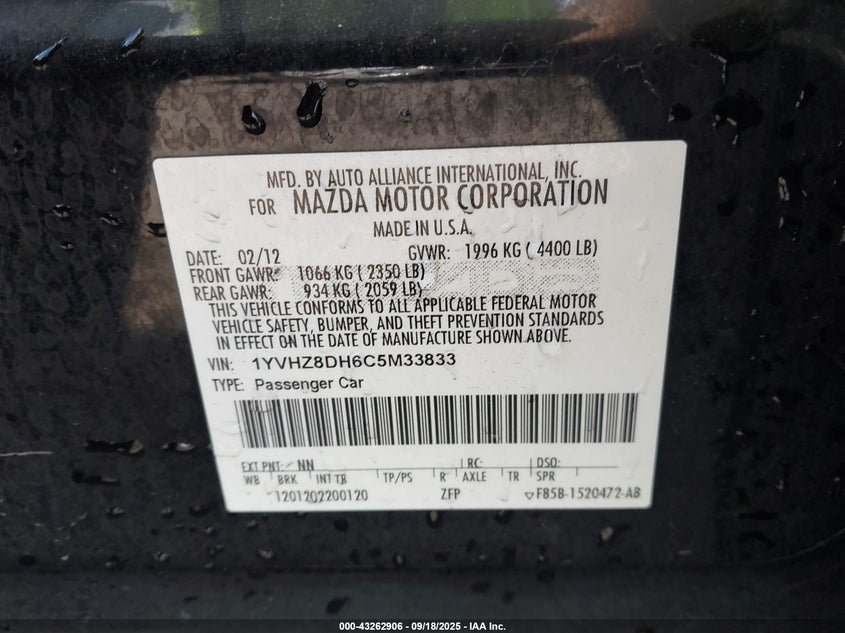 MFD. BY AUTO ALLIANCE INTERNATIONAL, INC.
FOR MAZDA MOTOR CORPORATION
MADE IN U.S.A.
DATE: 02/12 GVWR: 1996 KG ( 4400 LB)
FRONT GAWR: 1066 KG ( 2350 LB)
REAR GAWR: 934 KG ( 2059 LB)
THIS VEHICLE CONFORMS TO ALL APPLICABLE FEDERAL MOTOR
VEHICLE SAFETY, BUMPER, AND THEFT PREVENTION STANDARDS
IN EFFECT ON THE DATE OF MANUFACTURE SHOWN ABOVE.
VIN: 1YVHZ8DH6C5M33833
TYPE: Passenger Car
EXT PNT: NN RC: DSO:
WB BRK INT TR TP/PS R AXLE TR SPR
1201202200120 ZFP F85B-1520472-AB
000-43262906 - 09/18/2025 - IAA Inc.